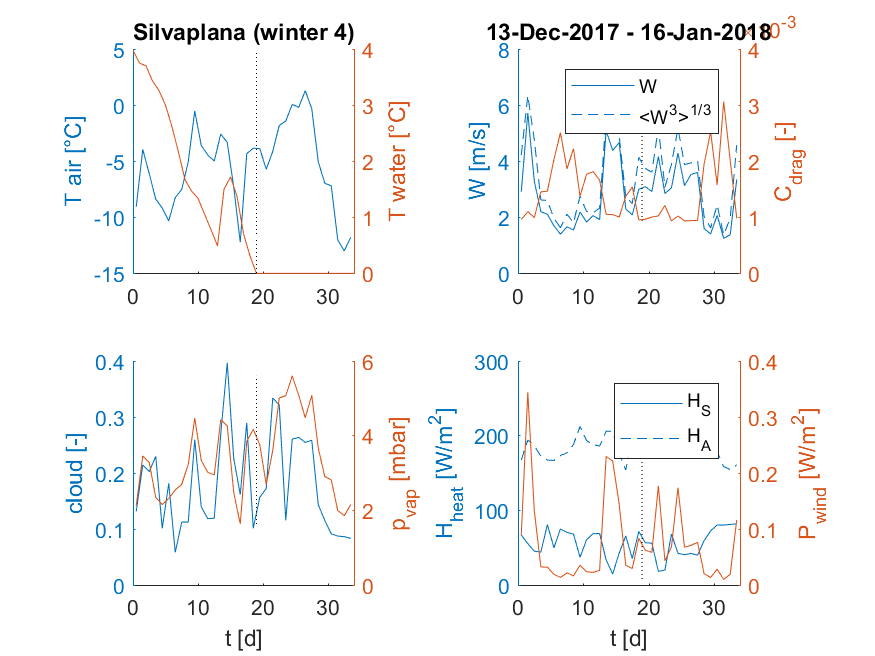 Silvaplana (winter 4)
13-Dec-2017 - 16-Jan-2018
×10^-3
5
0
-5
-10
-15
T air [°C]
4
3
2
1
0
T water [°C]
0 10 20 30
8
6
4
2
0
W [m/s]
W
<W^3>^1/3
4
3
2
1
0
C_drag [-]
0 10 20 30
0.4
0.3
0.2
0.1
0
cloud [-]
6
4
2
0
p_vap [mbar]
0 10 20 30
t [d]
300
200
100
0
H_heat [W/m^2]
H_S
H_A
0.4
0.3
0.2
0.1
0
P_wind [W/m^2]
0 10 20 30
t [d]